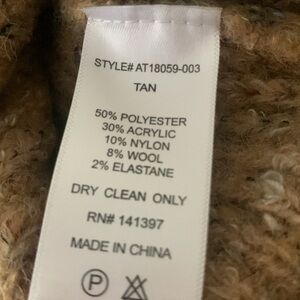 STYLE# AT18059-003
TAN
50% POLYESTER
30% ACRYLIC
10% NYLON
8% WOOL
2% ELASTANE
DRY CLEAN ONLY
RN# 141397
MADE IN CHINA
P